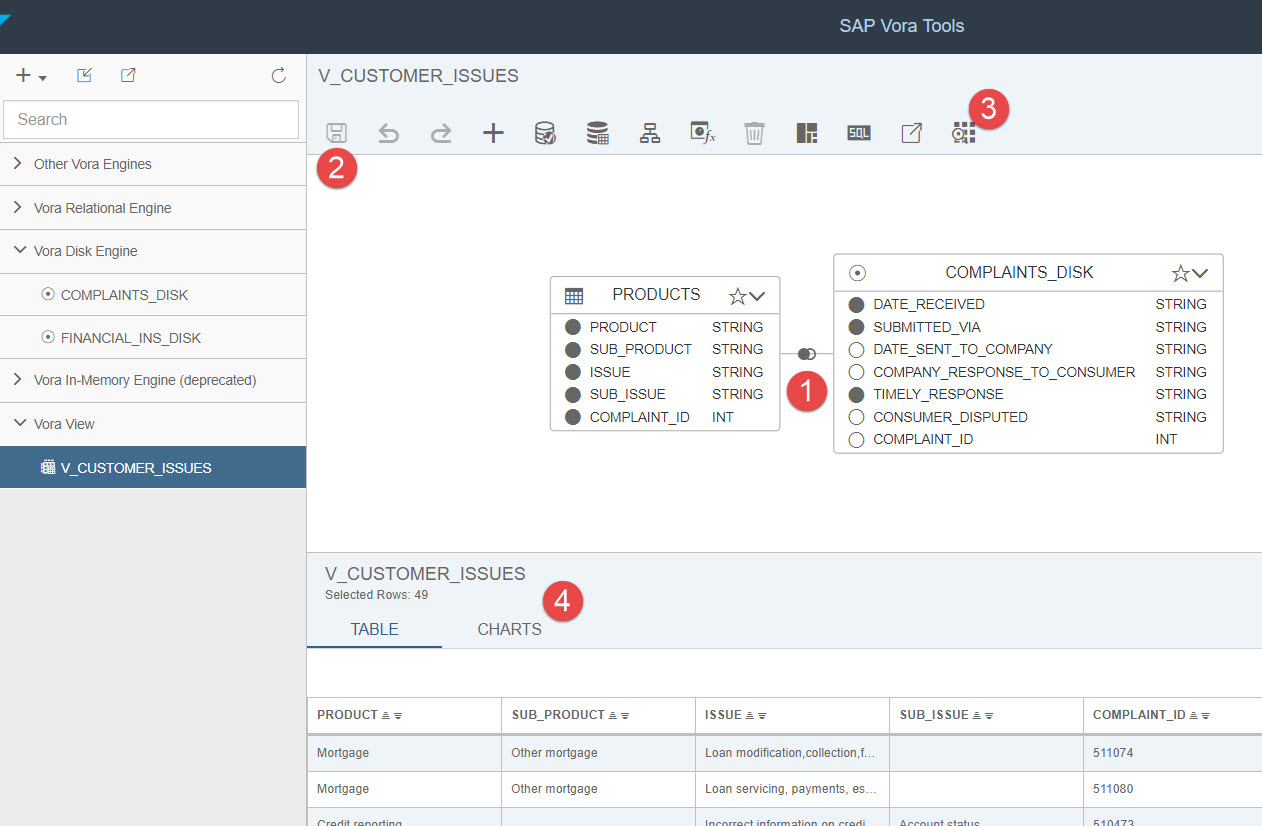 SAP Vora Tools
V_CUSTOMER_ISSUES
Search
3
SQL
fx
2
Other Vora Engines
Vora Relational Engine
Vora Disk Engine
COMPLAINTS_DISK
FINANCIAL_INS_DISK
Vora In-Memory Engine (deprecated)
Vora View
V_CUSTOMER_ISSUES
PRODUCTS
PRODUCT STRING
SUB_PRODUCT STRING
ISSUE STRING
SUB_ISSUE STRING
COMPLAINT_ID INT
1
COMPLAINTS_DISK
DATE_RECEIVED STRING
SUBMITTED_VIA STRING
DATE_SENT_TO_COMPANY STRING
COMPANY_RESPONSE_TO_CONSUMER STRING
TIMELY_RESPONSE STRING
CONSUMER_DISPUTED STRING
COMPLAINT_ID INT
V_CUSTOMER_ISSUES
Selected Rows: 49
4
TABLE CHARTS
PRODUCT SUB_PRODUCT ISSUE SUB_ISSUE COMPLAINT_ID
Mortgage Other mortgage Loan modification,collection,f... 511074
Mortgage Other mortgage Loan servicing, payments, es... 511080
Credit reporting Incorrect information on credi... Account status 510473